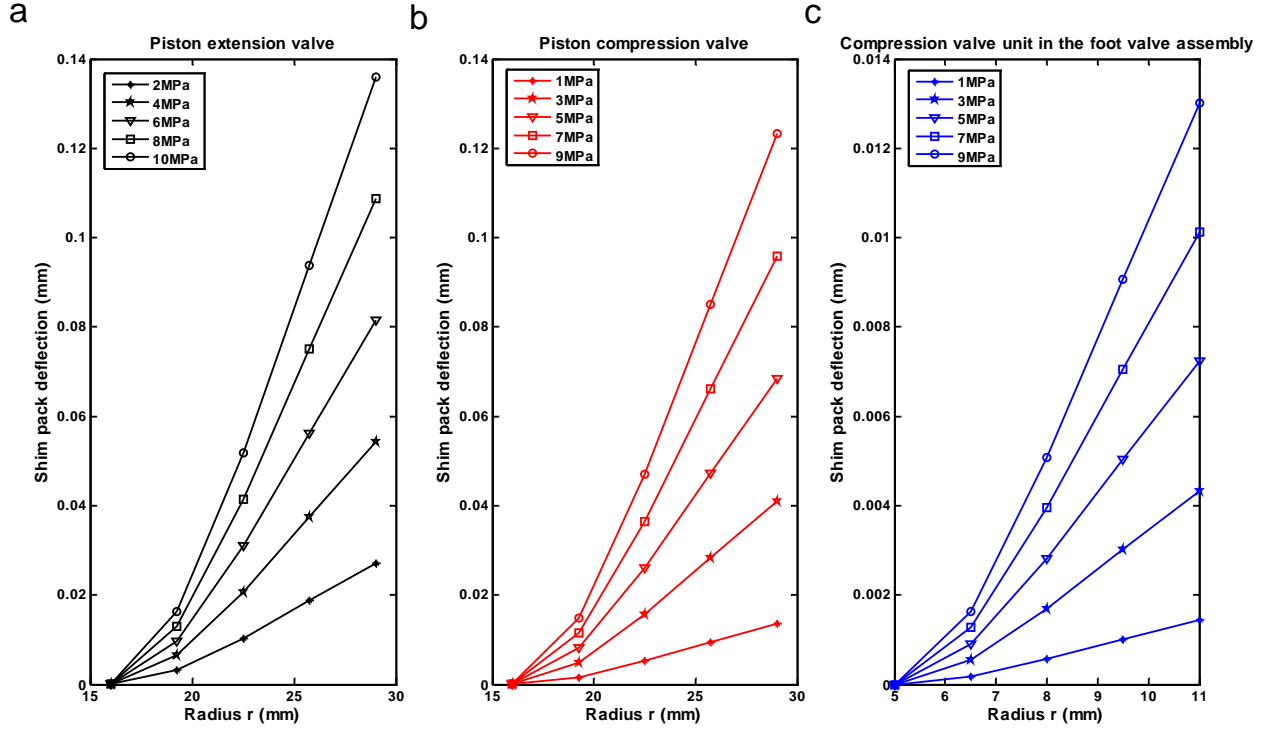 a
Piston extension valve
0.14
0.12
0.1
0.08
0.06
0.04
0.02
0
15
20
25
30
Shim pack deflection (mm)
Radius r (mm)
2MPa
4MPa
6MPa
8MPa
10MPa
b
Piston compression valve
0.14
0.12
0.1
0.08
0.06
0.04
0.02
0
15
20
25
30
Shim pack deflection (mm)
Radius r (mm)
1MPa
3MPa
5MPa
7MPa
9MPa
c
Compression valve unit in the foot valve assembly
0.014
0.012
0.01
0.008
0.006
0.004
0.002
0
5
6
7
8
9
10
11
Shim pack deflection (mm)
Radius r (mm)
1MPa
3MPa
5MPa
7MPa
9MPa